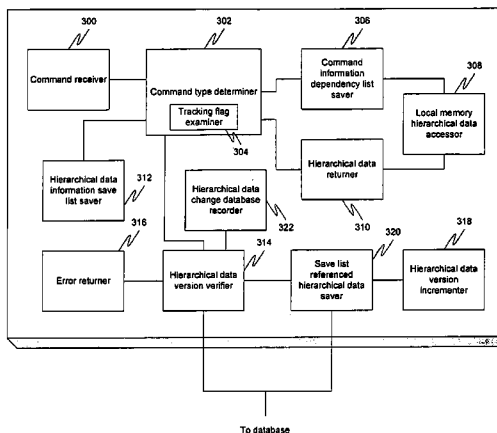 300
302
306
308
Command receiver
Command type determiner
Tracking flag
examiner
304
Command
information
dependency list
saver
Local memory
hierarchical data
accessor
Hierarchical data
information save
list saver
312
Hierarchical data
change database
recorder
322
Hierarchical data
returner
310
316
314
320
318
Error returner
Hierarchical data
version verifier
Save list
referenced
hierarchical data
saver
Hierarchical data
version
incrementer
To database